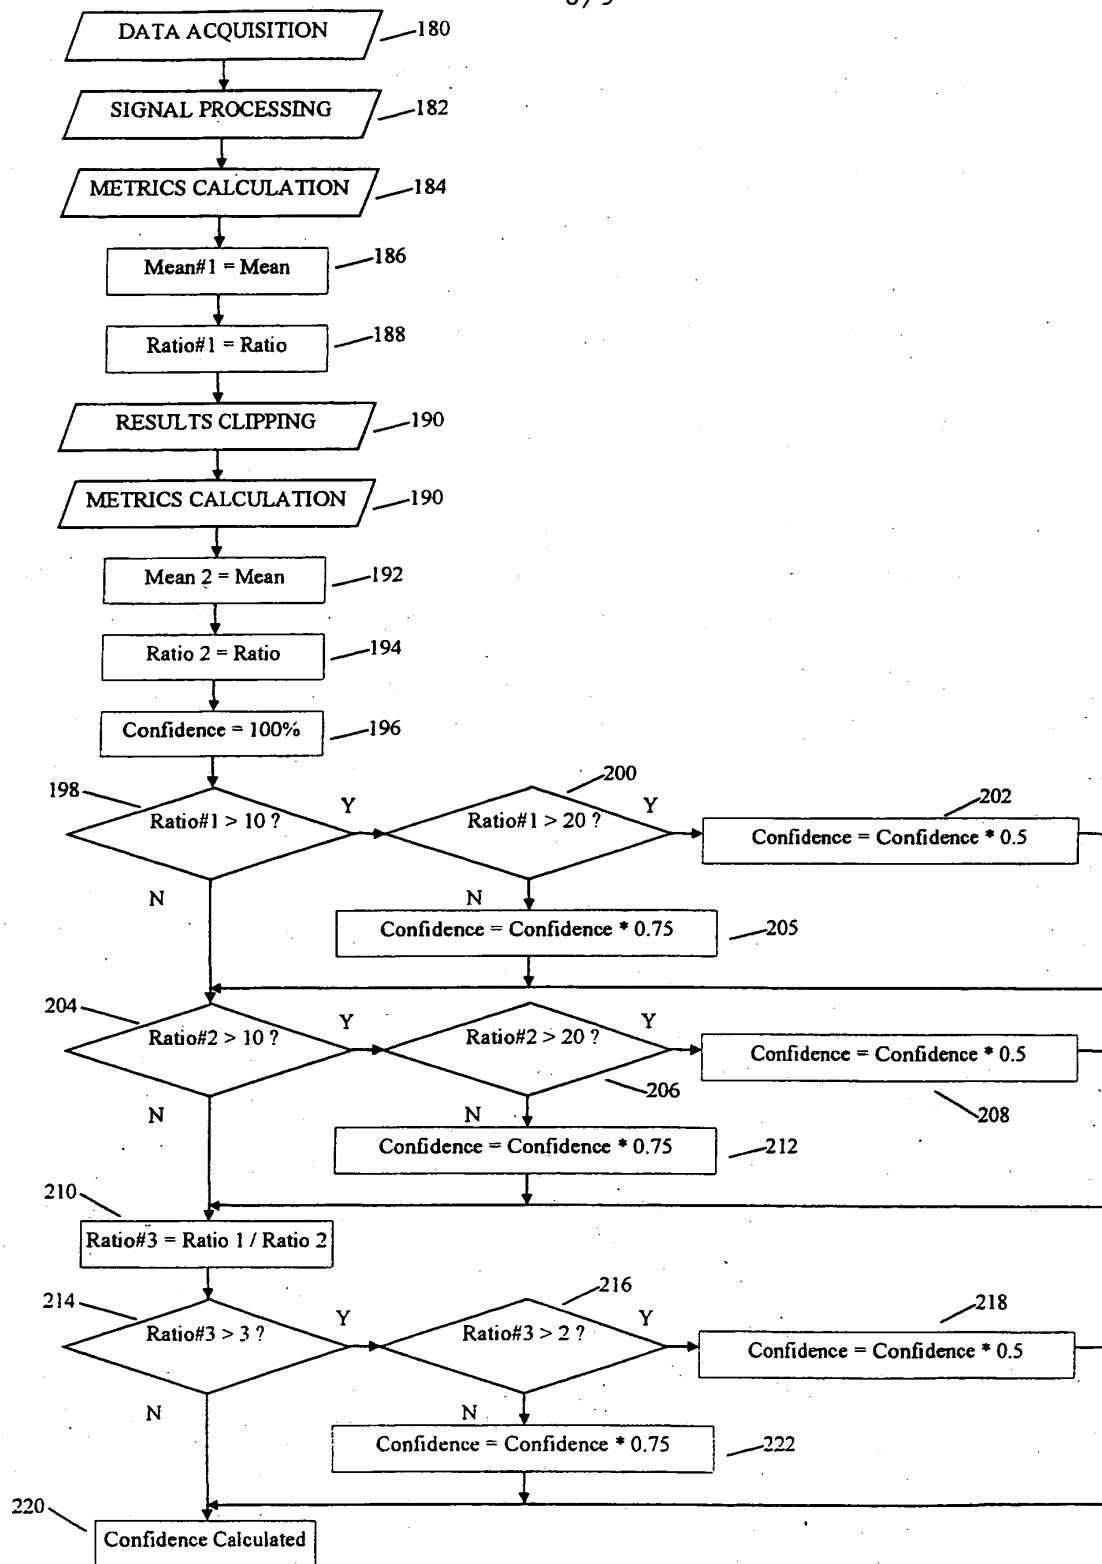 DATA ACQUISITION
180
SIGNAL PROCESSING
182
METRICS CALCULATION
184
Mean#1 = Mean
186
Ratio#1 = Ratio
188
RESULTS CLIPPING
190
METRICS CALCULATION
190
Mean 2 = Mean
192
Ratio 2 = Ratio
194
Confidence = 100%
196
198
Ratio#1 > 10 ?
Y
N
200
Ratio#1 > 20 ?
Y
N
202
Confidence = Confidence * 0.5
Confidence = Confidence * 0.75
205
204
Ratio#2 > 10 ?
Y
N
Ratio#2 > 20 ?
Y
206
N
Confidence = Confidence * 0.5
208
Confidence = Confidence * 0.75
212
210
Ratio#3 = Ratio 1 / Ratio 2
214
Ratio#3 > 3 ?
Y
N
216
Ratio#3 > 2 ?
Y
N
218
Confidence = Confidence * 0.5
Confidence = Confidence * 0.75
222
220
Confidence Calculated